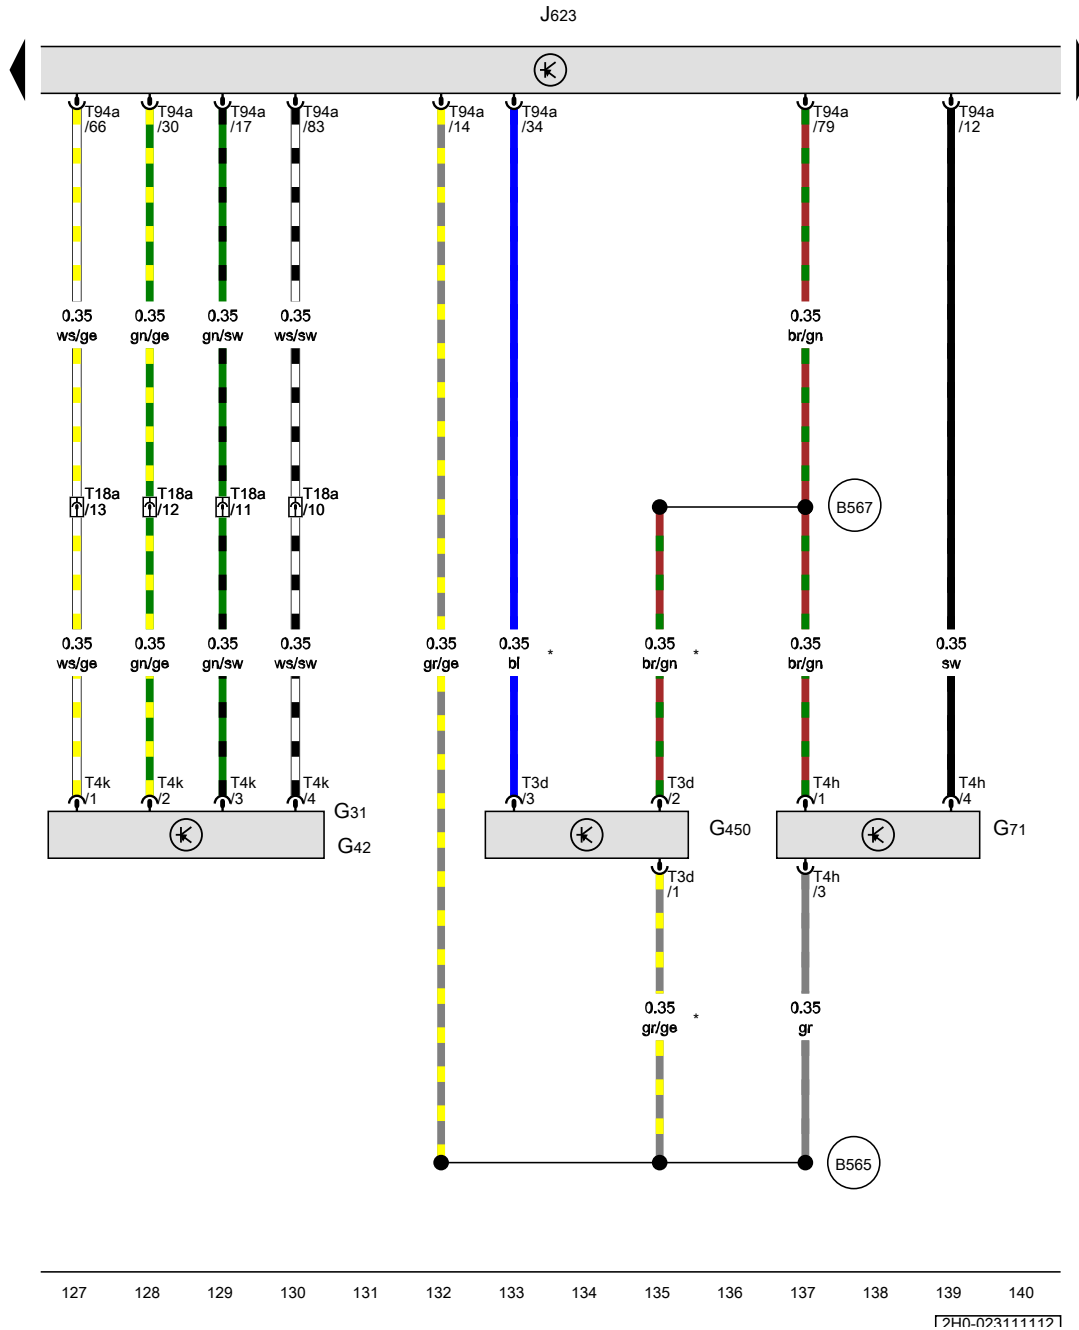 J623
T94a T94a T94a T94a T94a T94a T94a T94a
/66 /30 /17 /83 /14 /34 /79 /12
0.35 0.35 0.35 0.35 0.35
ws/ge gn/ge gn/sw ws/sw br/gn
T18a T18a T18a T18a
/13 /12 /11 /10 B567
0.35 0.35 0.35 0.35 0.35 0.35 0.35 0.35 0.35
ws/ge gn/ge gn/sw ws/sw gr/ge bl * br/gn * br/gn sw
T4k T4k T4k T4k T3d T3d T4h T4h
/1 /2 /3 /4 /3 /2 /1 /4
G31
G42 G450 G71
T3d T4h
/1 /3
0.35 0.35
gr/ge * gr
B565
127 128 129 130 131 132 133 134 135 136 137 138 139 140
2H0-023111112